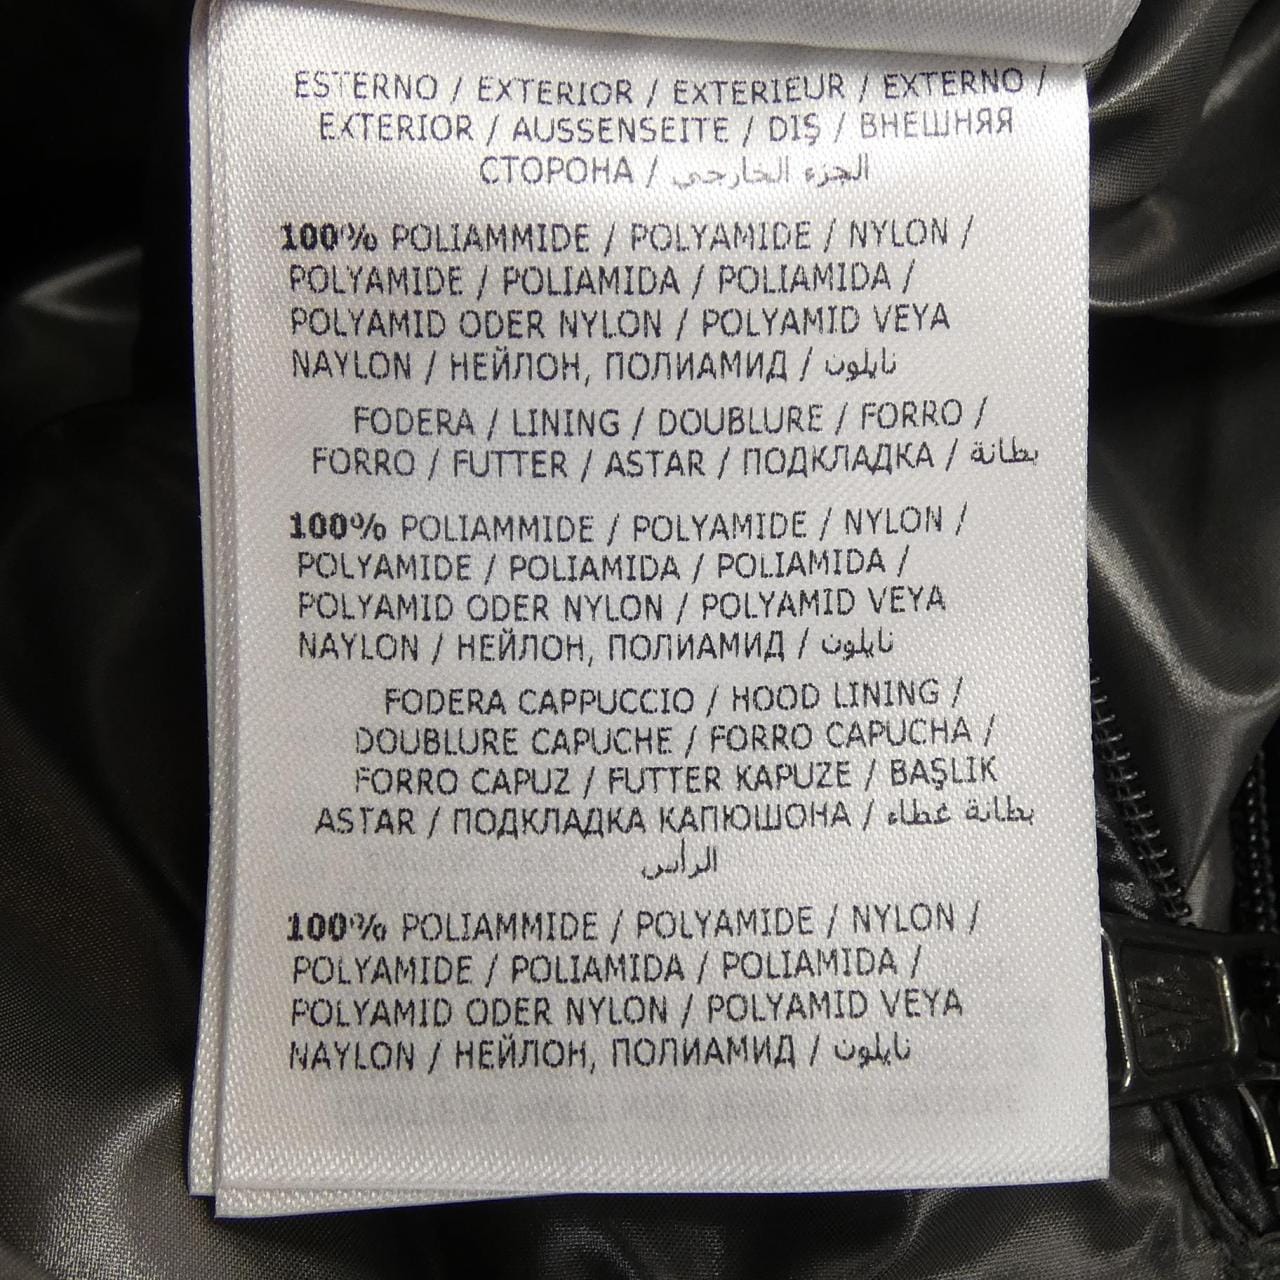 ESTERNO / EXTERIOR / EXTERIEUR / EXTERNO /
EXTERIOR / AUSSENSEITE / DIŞ / ВНЕШНЯЯ
СТОРОНА / الجزء الخارجي
100% POLIAMMIDE / POLYAMIDE / NYLON /
POLYAMIDE / POLIAMIDA / POLIAMIDA /
POLYAMID ODER NYLON / POLYAMID VEYA
NAYLON / НЕЙЛОН, ПОЛИАМИД / نايلون
FODERA / LINING / DOUBLURE / FORRO /
FORRO / FUTTER / ASTAR / ПОДКЛАДКА / بطانة
100% POLIAMMIDE / POLYAMIDE / NYLON /
POLYAMIDE / POLIAMIDA / POLIAMIDA /
POLYAMID ODER NYLON / POLYAMID VEYA
NAYLON / НЕЙЛОН, ПОЛИАМИД / نايلون
FODERA CAPPUCCIO / HOOD LINING /
DOUBLURE CAPUCHE / FORRO CAPUCHA /
FORRO CAPUZ / FUTTER KAPUZE / BAŞLIK
ASTAR / ПОДКЛАДКА КАПЮШОНА / بطانة غطاء
الرأس
100% POLIAMMIDE / POLYAMIDE / NYLON /
POLYAMIDE / POLIAMIDA / POLIAMIDA /
POLYAMID ODER NYLON / POLYAMID VEYA
NAYLON / НЕЙЛОН, ПОЛИАМИД / نايلون